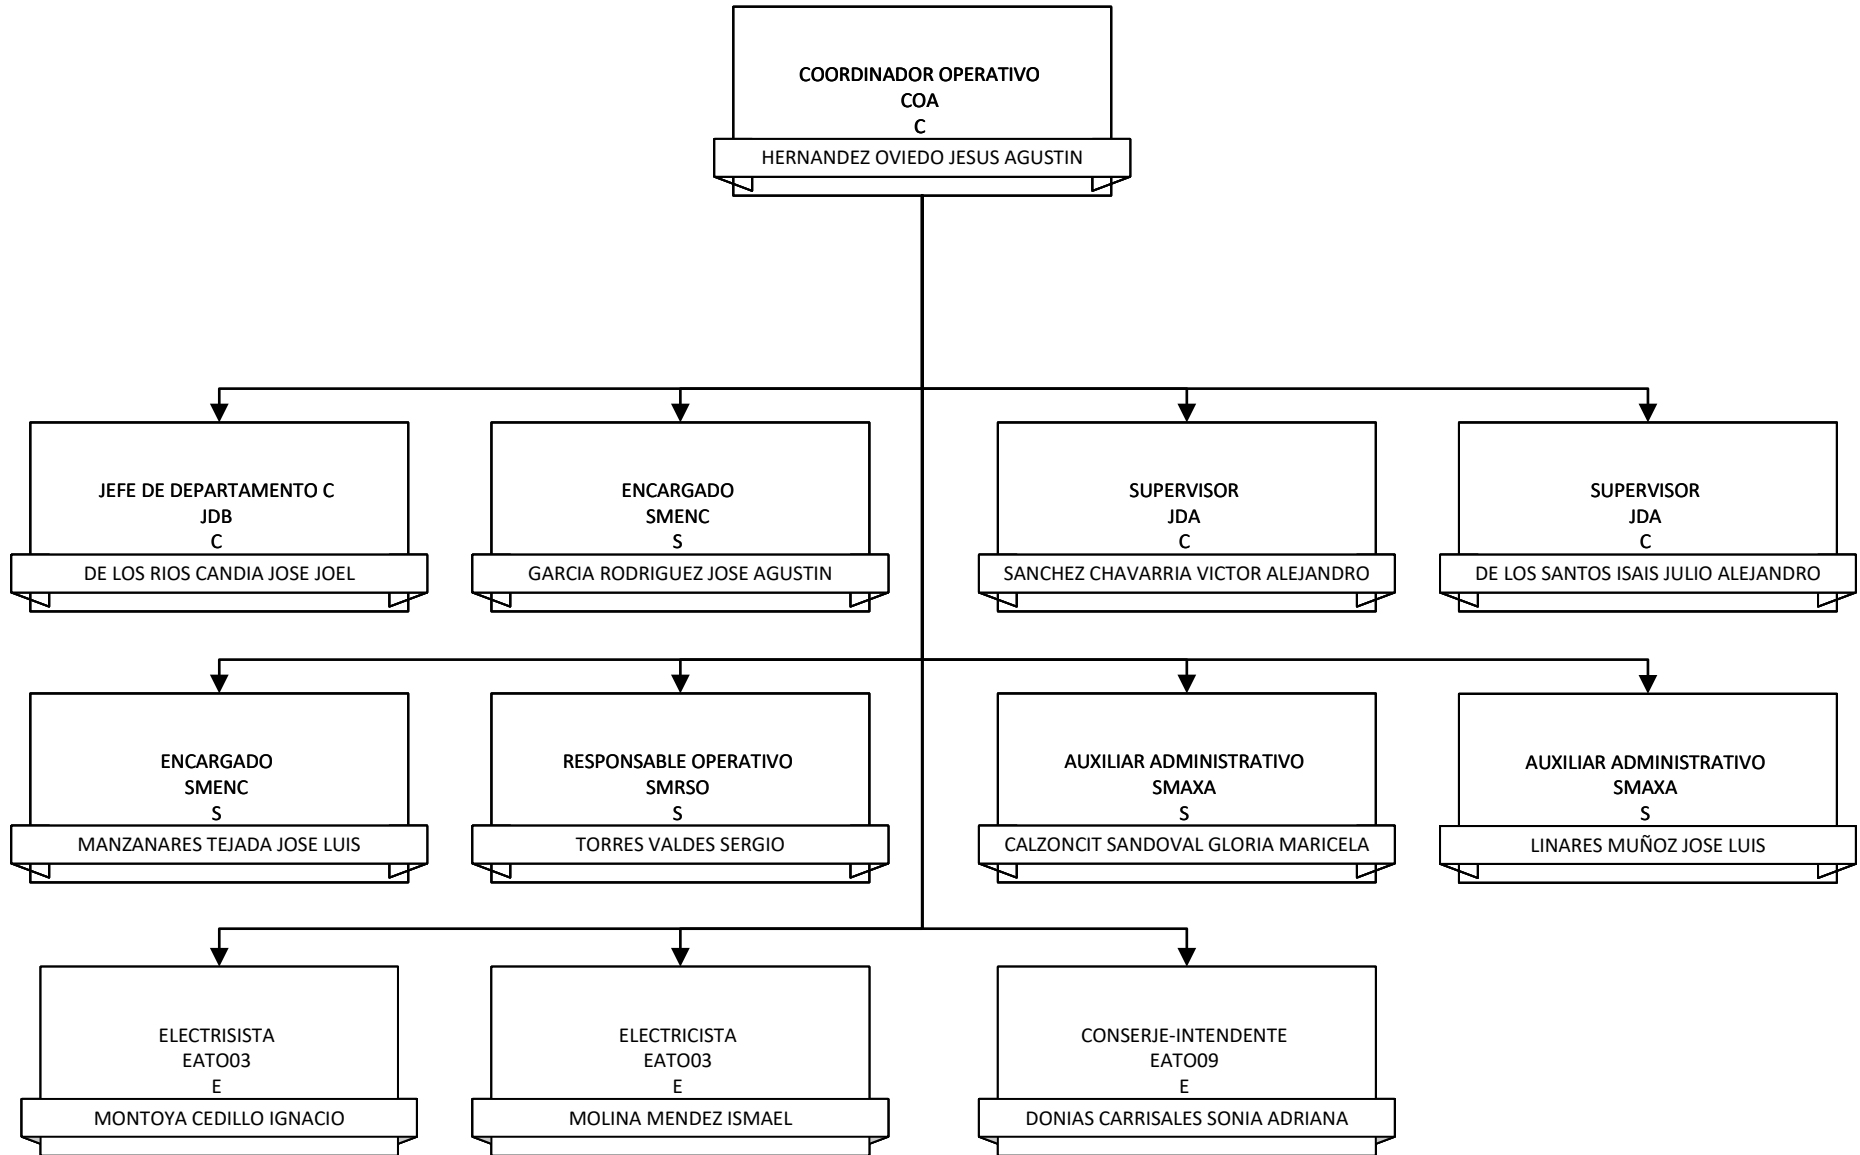 COORDINADOR OPERATIVO
COA
C
HERNANDEZ OVIEDO JESUS AGUSTIN
JEFE DE DEPARTAMENTO C
JDB
C
DE LOS RIOS CANDIA JOSE JOEL
ENCARGADO
SMENC
S
GARCIA RODRIGUEZ JOSE AGUSTIN
SUPERVISOR
JDA
C
SANCHEZ CHAVARRIA VICTOR ALEJANDRO
SUPERVISOR
JDA
C
DE LOS SANTOS ISAIS JULIO ALEJANDRO
ENCARGADO
SMENC
S
MANZANARES TEJADA JOSE LUIS
RESPONSABLE OPERATIVO
SMRSO
S
TORRES VALDES SERGIO
AUXILIAR ADMINISTRATIVO
SMAXA
S
CALZONCIT SANDOVAL GLORIA MARICELA
AUXILIAR ADMINISTRATIVO
SMAXA
S
LINARES MUÑOZ JOSE LUIS
ELECTRISISTA
EATO03
E
MONTOYA CEDILLO IGNACIO
ELECTRICISTA
EATO03
E
MOLINA MENDEZ ISMAEL
CONSERJE-INTENDENTE
EATO09
E
DONIAS CARRISALES SONIA ADRIANA